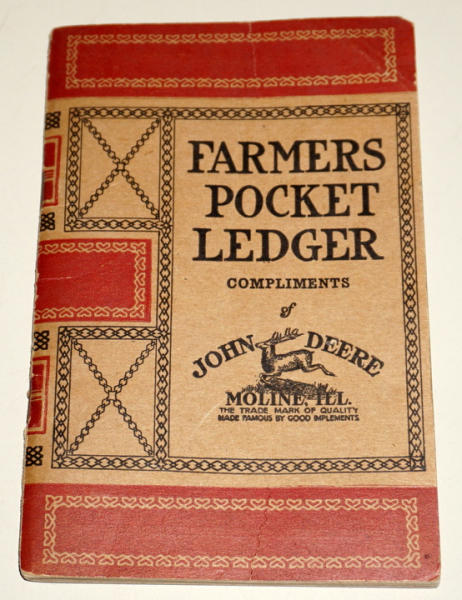 FARMERS
POCKET
LEDGER
COMPLIMENTS
of
JOHN DEERE
MOLINE, ILL.
THE TRADE MARK OF QUALITY
MADE FAMOUS BY GOOD IMPLEMENTS